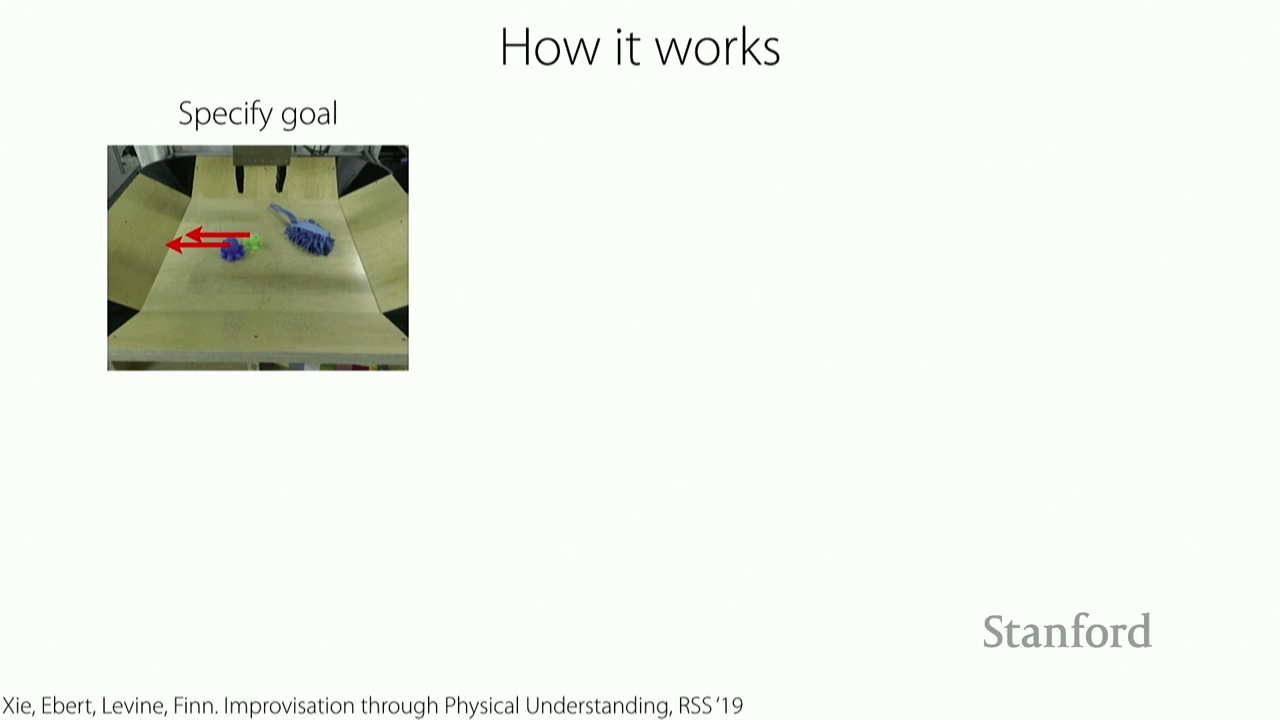 How it works
Specify goal
Stanford
Xie, Ebert, Levine, Finn. Improvisation through Physical Understanding, RSS ‘19